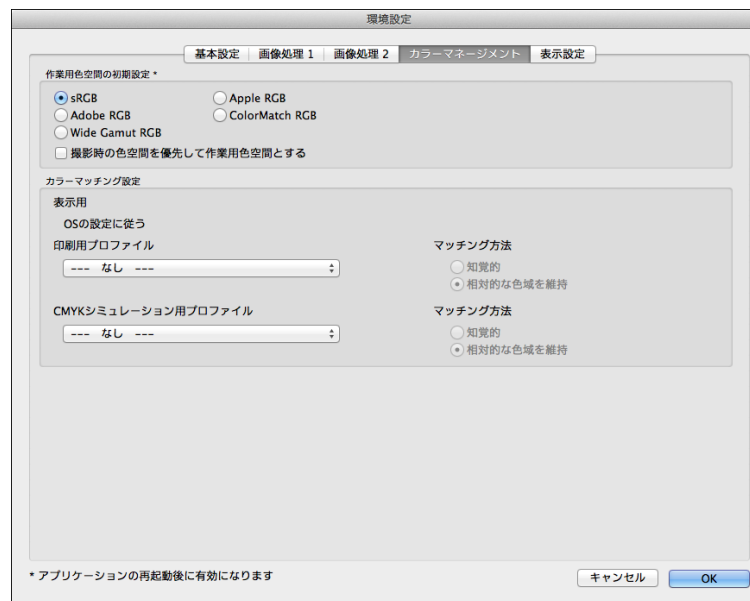 環境設定
基本設定 画像処理 1 画像処理 2 カラーマネージメント 表示設定
作業用色空間の初期設定 *
sRGB Apple RGB
Adobe RGB ColorMatch RGB
Wide Gamut RGB
撮影時の色空間を優先して作業用色空間とする
カラーマッチング設定
表示用
OSの設定に従う
印刷用プロファイル マッチング方法
--- なし --- 知覚的
相対的な色域を維持
CMYKシミュレーション用プロファイル マッチング方法
--- なし --- 知覚的
相対的な色域を維持
* アプリケーションの再起動後に有効になります キャンセル OK